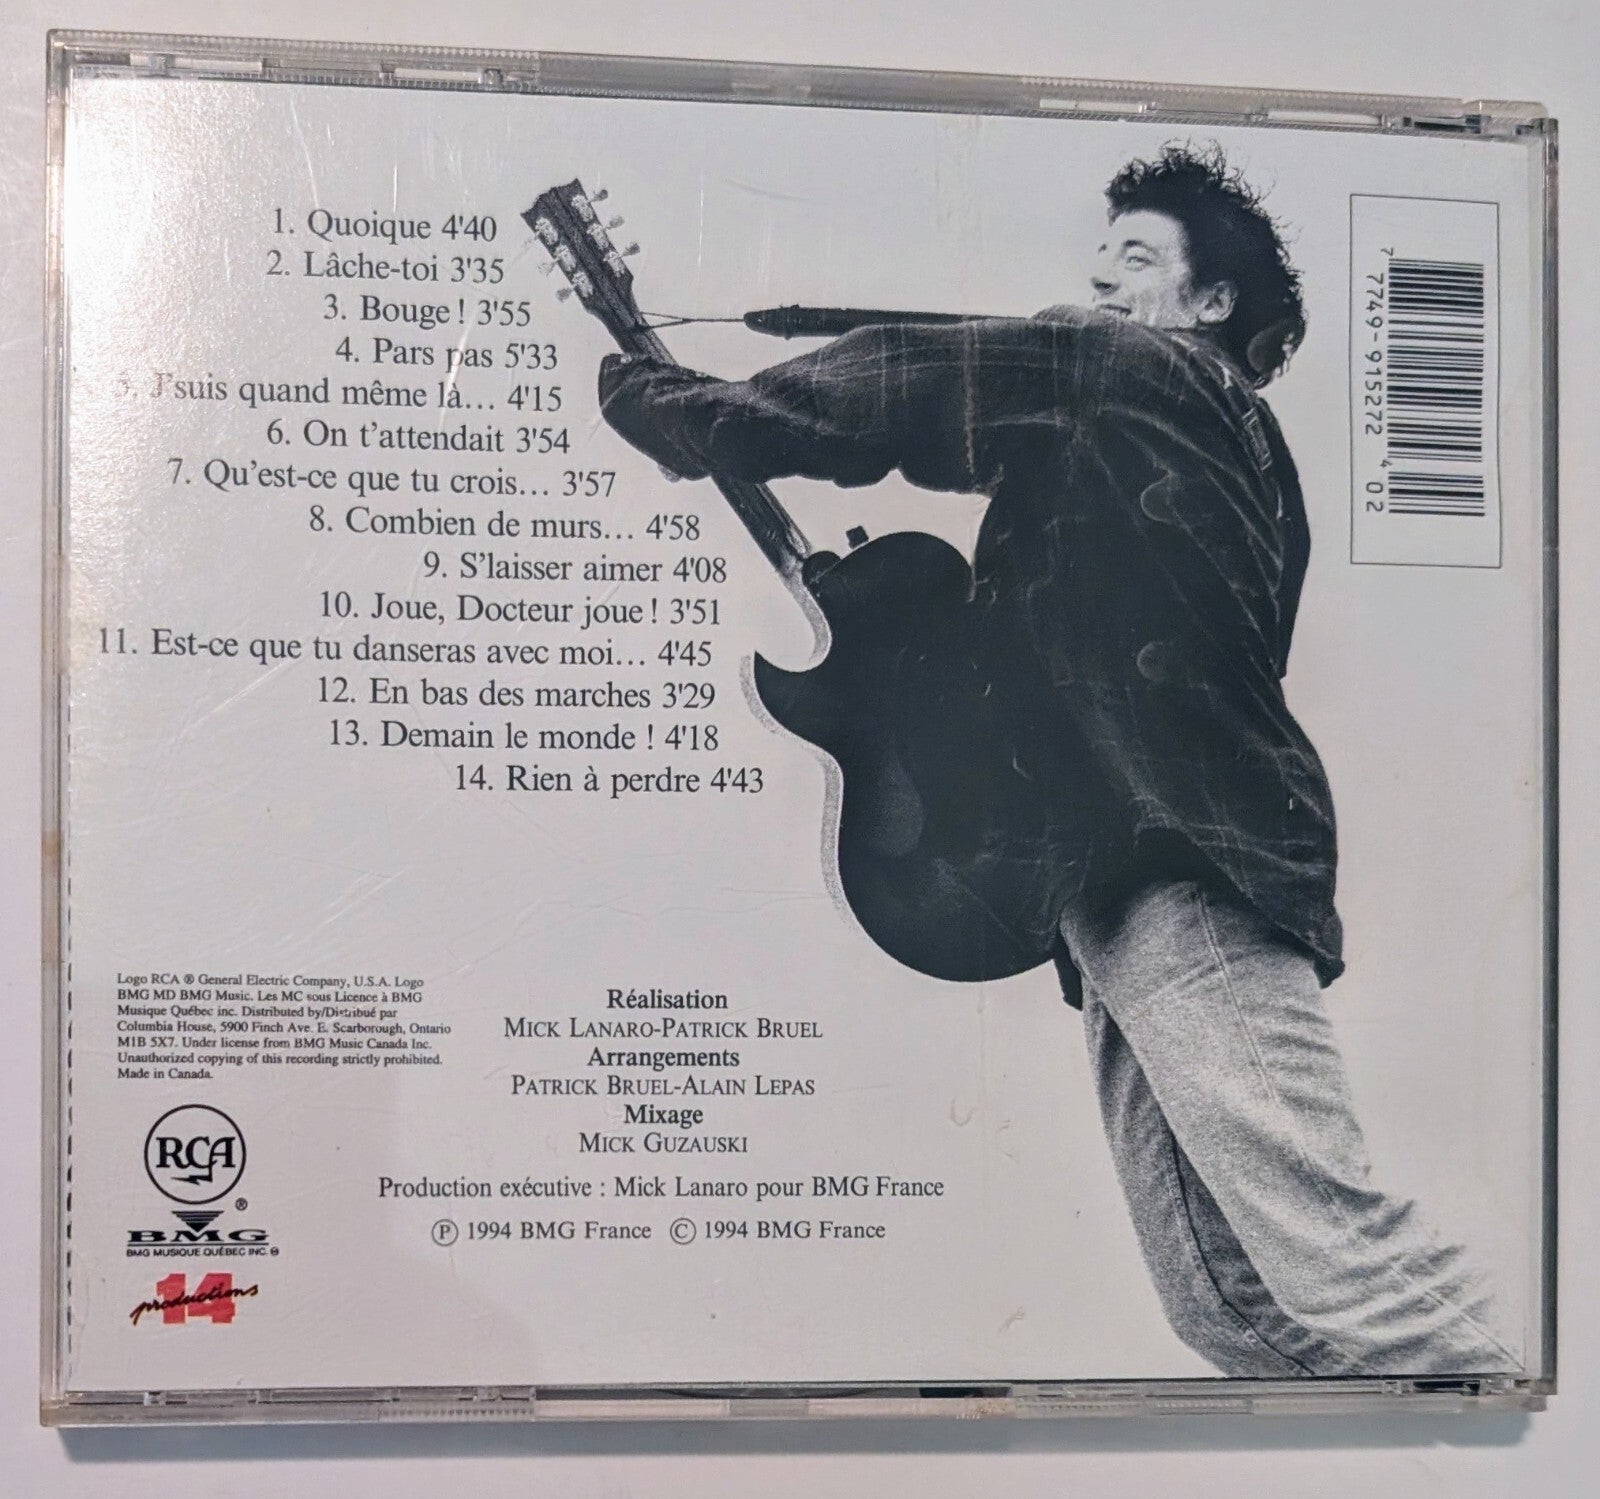 1. Quoique 4'40
2. Lâche-toi 3'35
3. Bouge ! 3'55
4. Pars pas 5'33
5. J'suis quand même là... 4'15
6. On t'attendait 3'54
7. Qu'est-ce que tu crois... 3'57
8. Combien de murs... 4'58
9. S'laisser aimer 4'08
10. Joue, Docteur joue ! 3'51
11. Est-ce que tu danseras avec moi... 4'45
12. En bas des marches 3'29
13. Demain le monde ! 4'18
14. Rien à perdre 4'43
7 7749-915272 4 02
Logo RCA ® General Electric Company, U.S.A. Logo
BMG MD BMG Music. Les MC sous Licence à BMG
Musique Québec inc. Distributed by/Distribué par
Columbia House, 5900 Finch Ave. E. Scarborough, Ontario
M1B 5X7. Under license from BMG Music Canada Inc.
Unauthorized copying of this recording strictly prohibited.
Made in Canada.
Réalisation
MICK LANARO-PATRICK BRUEL
Arrangements
PATRICK BRUEL-ALAIN LEPAS
Mixage
MICK GUZAUSKI
Production exécutive : Mick Lanaro pour BMG France
℗ 1994 BMG France © 1994 BMG France
RCA
®
BMG
BMG MUSIQUE QUÉBEC INC.
productions 14